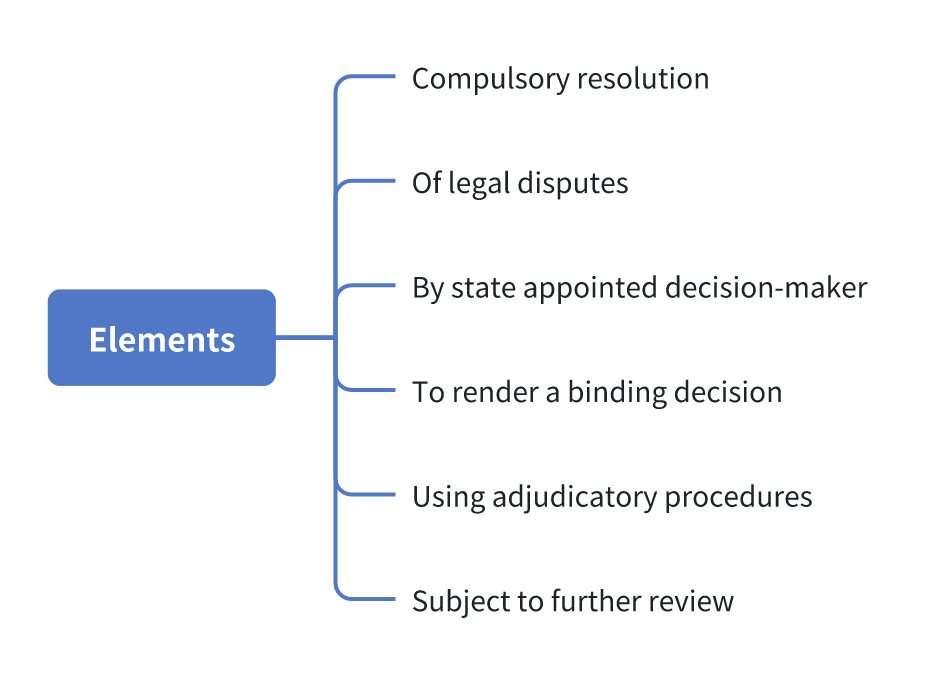 Elements
Compulsory resolution
Of legal disputes
By state appointed decision-maker
To render a binding decision
Using adjudicatory procedures
Subject to further review